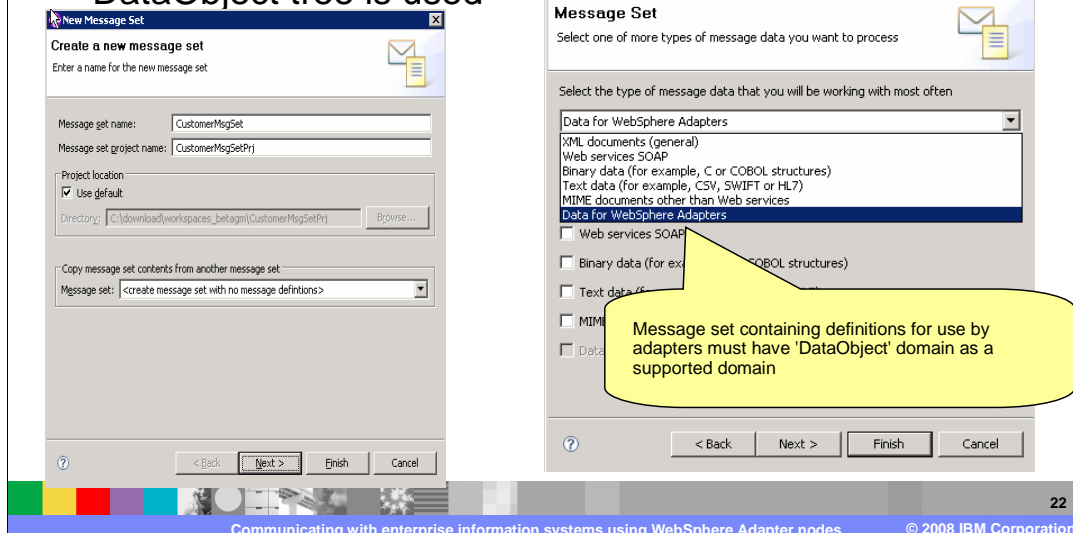 DataObject tree is used
New Message Set
Create a new message set
Enter a name for the new message set
Message set name: CustomerMsgSet
Message set project name: CustomerMsgSetPrj
Project location
Use default
Directory: C:\download\workspaces_betagm\CustomerMsgSetPrj Browse...
Copy message set contents from another message set
Message set: <create message set with no message defintions>
< Back Next > Finish Cancel
Message Set
Select one of more types of message data you want to process
Select the type of message data that you will be working with most often
Data for WebSphere Adapters
XML documents (general)
Web services SOAP
Binary data (for example, C or COBOL structures)
Text data (for example, CSV, SWIFT or HL7)
MIME documents other than Web services
Data for WebSphere Adapters
Web services SOAP
Binary data (for COBOL structures)
Text data
MIME
Data
Message set containing definitions for use by
adapters must have 'DataObject' domain as a
supported domain
< Back Next > Finish Cancel
22
Communicating with enterprise information systems using WebSphere Adapter nodes © 2008 IBM Corporation